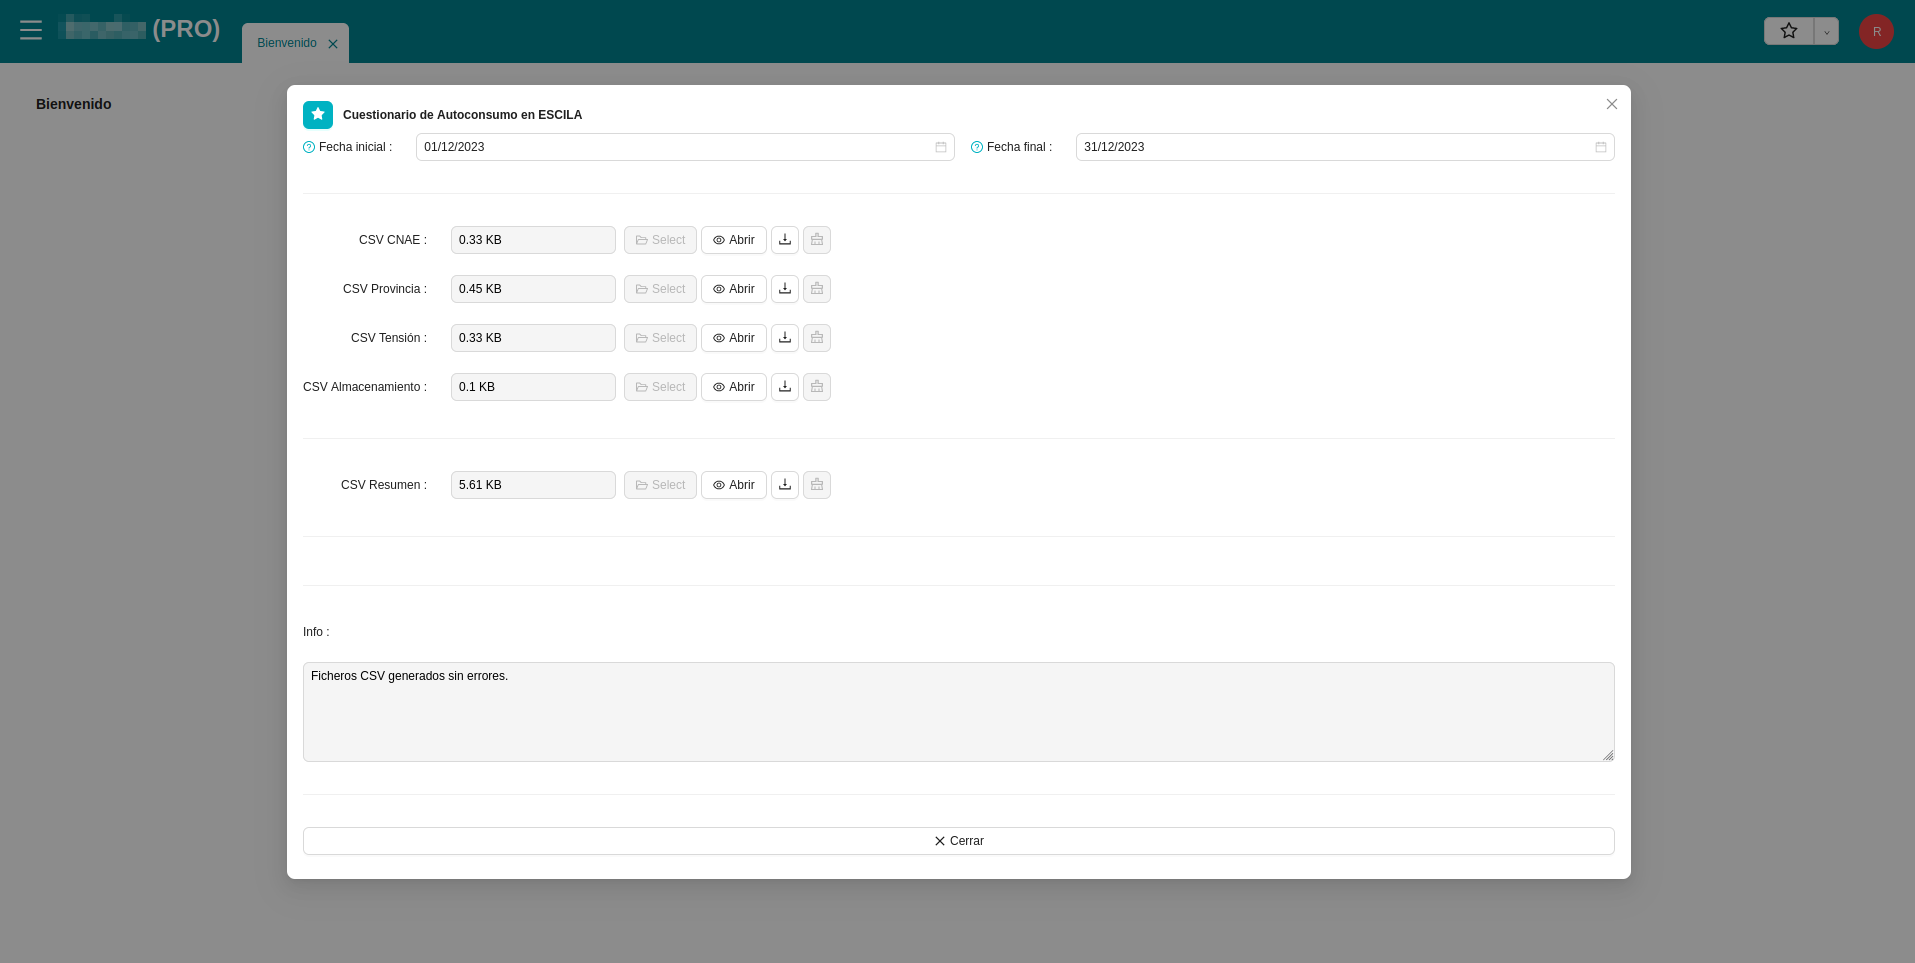 (PRO)
Bienvenido
R
Bienvenido
Cuestionario de Autoconsumo en ESCILA
Fecha inicial : 01/12/2023 Fecha final : 31/12/2023
CSV CNAE : 0.33 KB Select Abrir
CSV Provincia : 0.45 KB Select Abrir
CSV Tensión : 0.33 KB Select Abrir
CSV Almacenamiento : 0.1 KB Select Abrir
CSV Resumen : 5.61 KB Select Abrir
Info :
Ficheros CSV generados sin errores.
Cerrar